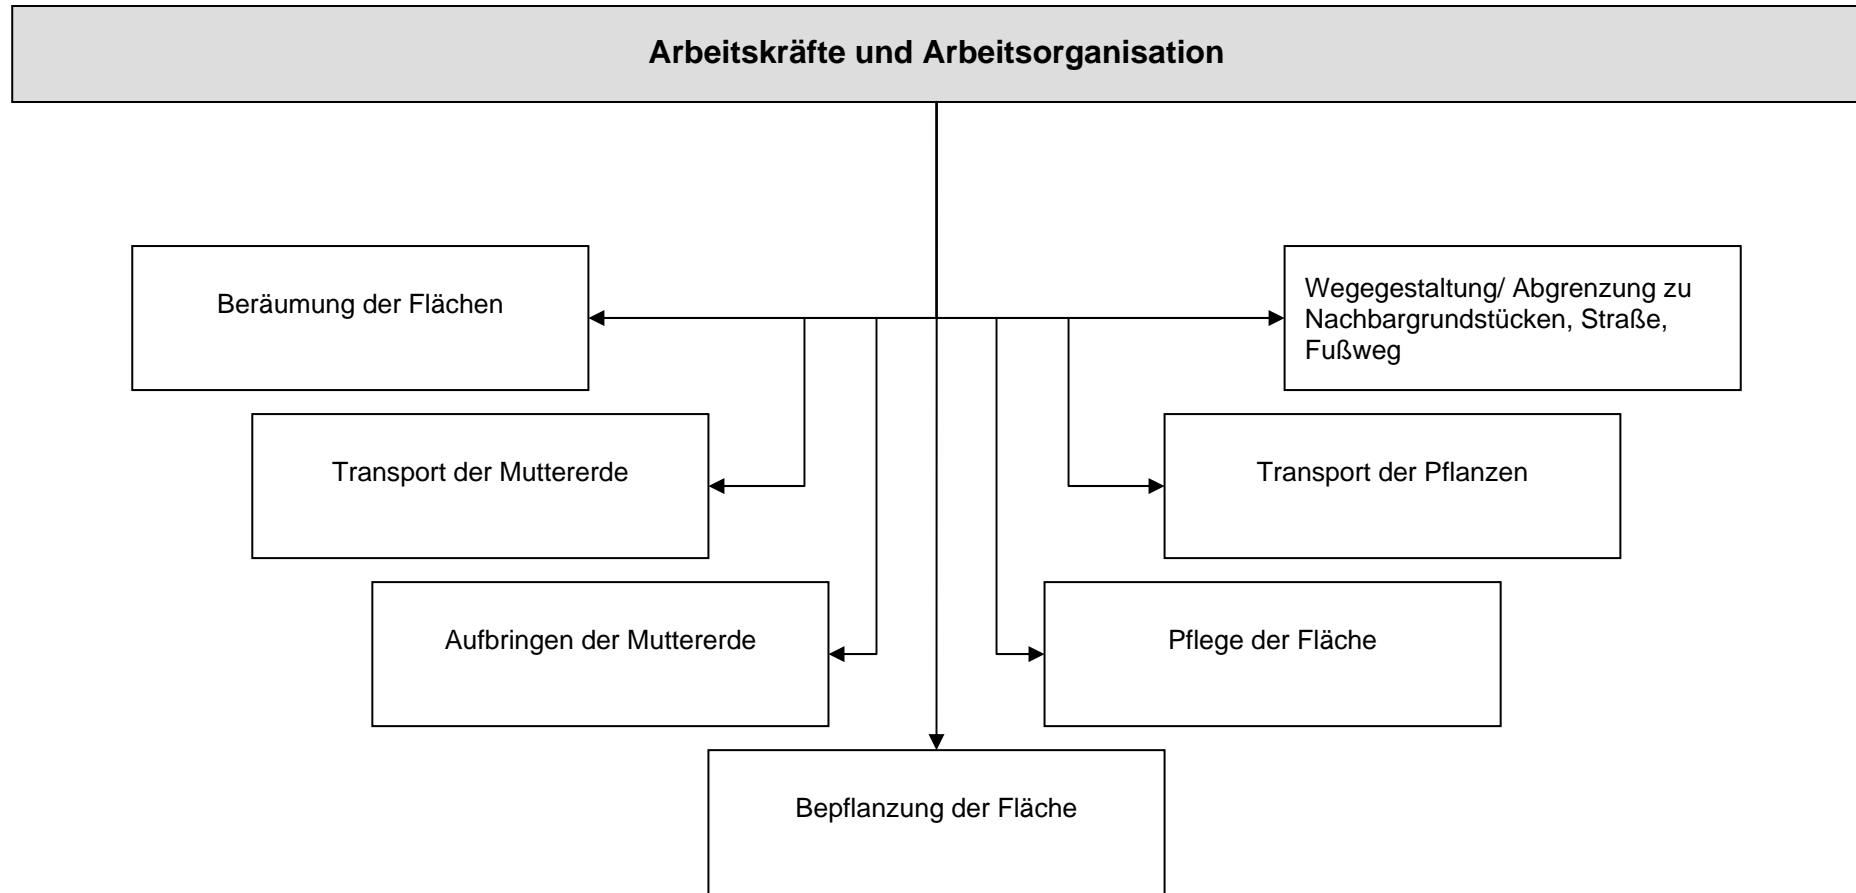 Arbeitskräfte und Arbeitsorganisation
Beräumung der Flächen
Wegegestaltung/ Abgrenzung zu
Nachbargrundstücken, Straße,
Fußweg
Transport der Muttererde
Transport der Pflanzen
Aufbringen der Muttererde
Pflege der Fläche
Bepflanzung der Fläche